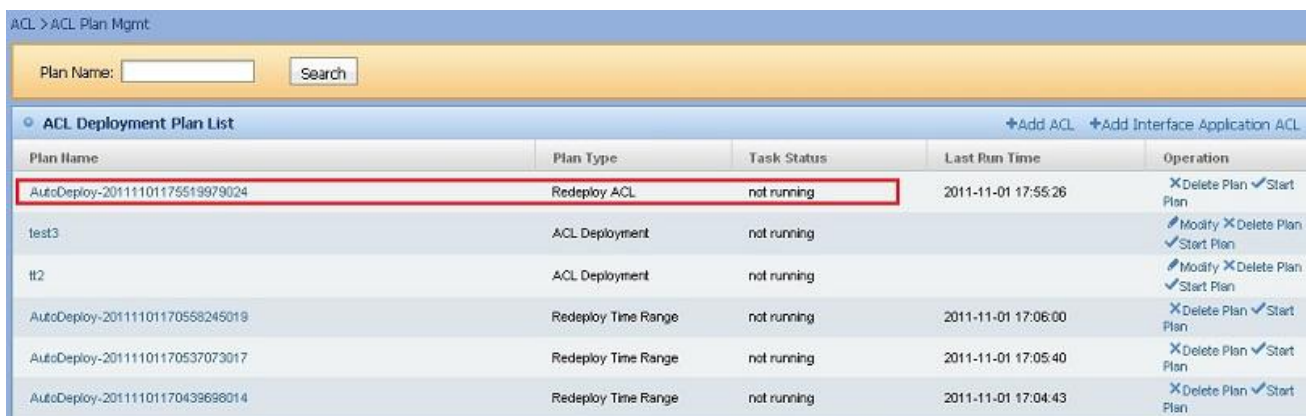 ACL > ACL Plan Mgmt
Plan Name: Search
ACL Deployment Plan List +Add ACL +Add Interface Application ACL
Plan Name Plan Type Task Status Last Run Time Operation
AutoDeploy-20111101175519979024 Redeploy ACL not running 2011-11-01 17:55:26 Delete Plan Start
Plan
test3 ACL Deployment not running Modify Delete Plan
Start Plan
tt2 ACL Deployment not running Modify Delete Plan
Start Plan
AutoDeploy-20111101170558245019 Redeploy Time Range not running 2011-11-01 17:06:00 Delete Plan Start
Plan
AutoDeploy-20111101170537073017 Redeploy Time Range not running 2011-11-01 17:05:40 Delete Plan Start
Plan
AutoDeploy-20111101170439698014 Redeploy Time Range not running 2011-11-01 17:04:43 Delete Plan Start
Plan